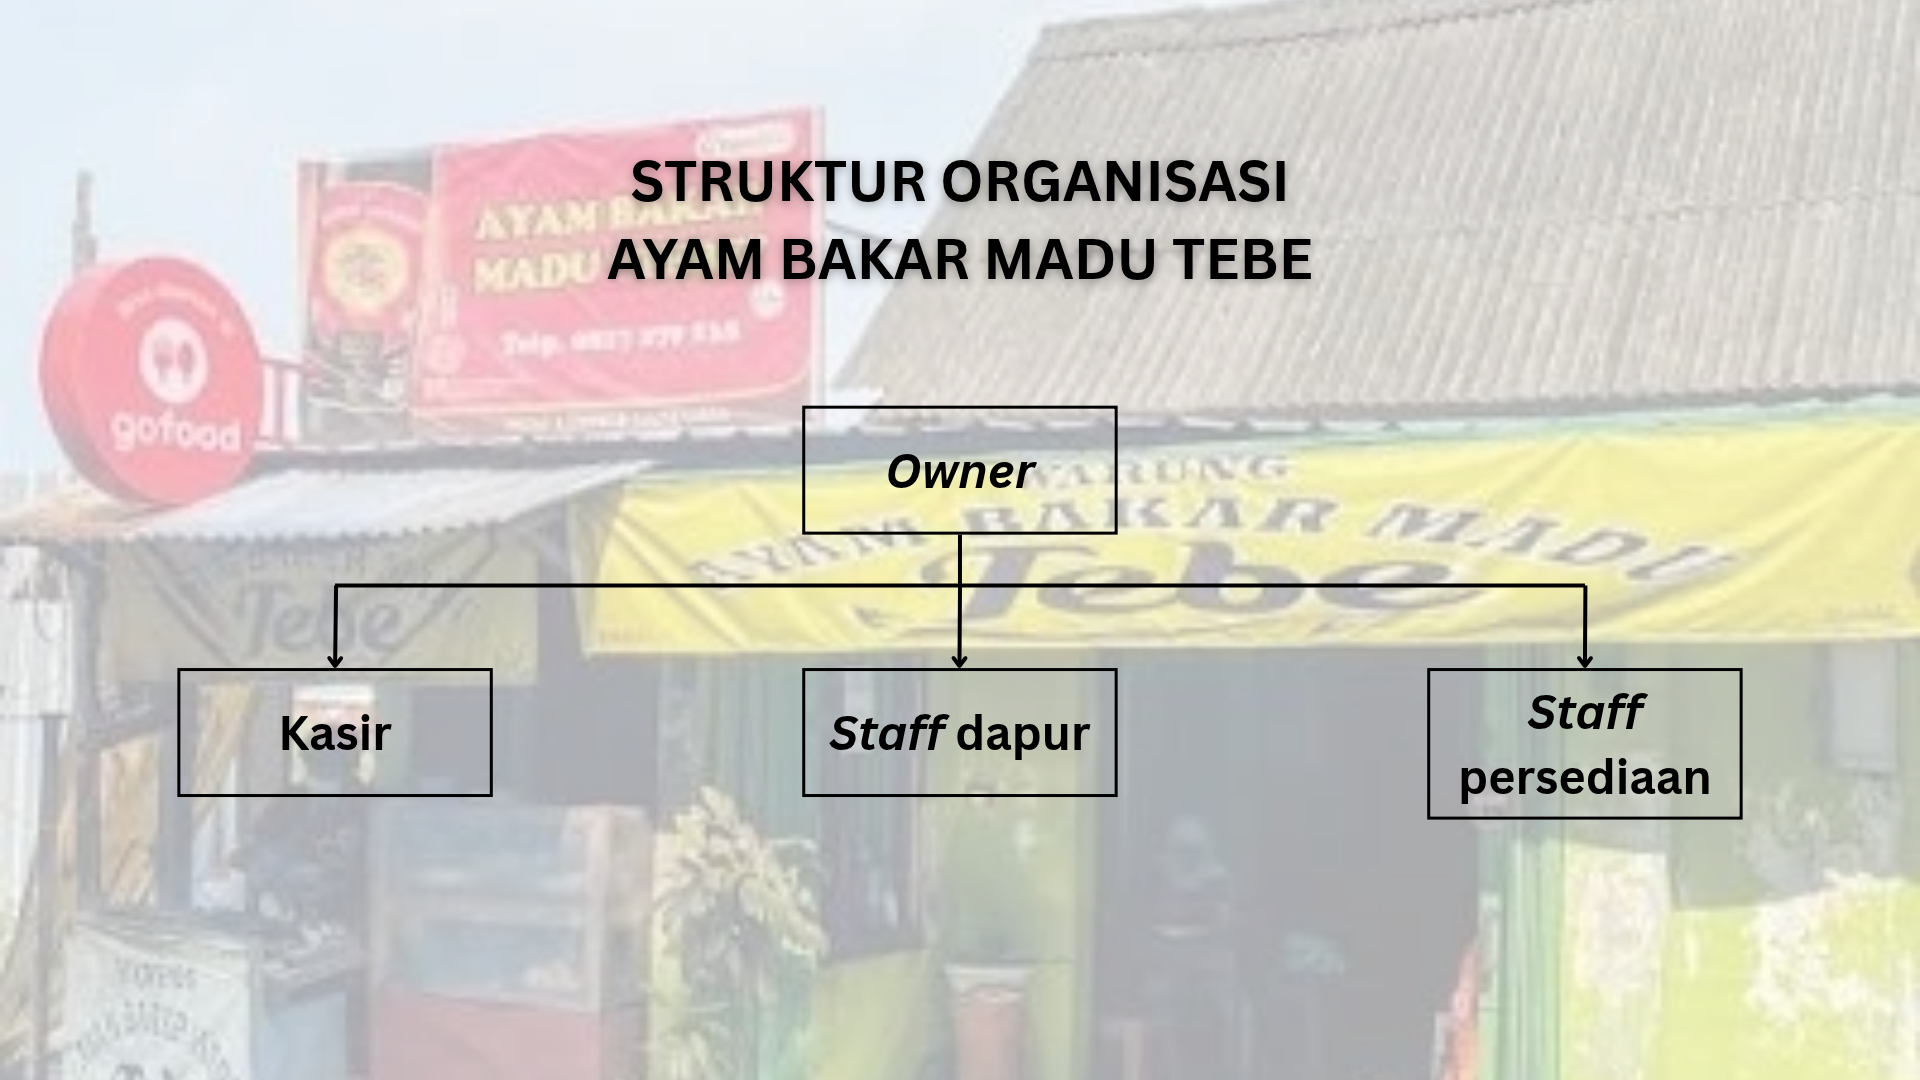 STRUKTUR ORGANISASI
AYAM BAKAR MADU TEBE
AYAM BAKAR
MADU
gofood
Owner
WARUNG
AYAM BAKAR MADU
Tebe
Tebe
Kasir
Staff dapur
Staff
persediaan